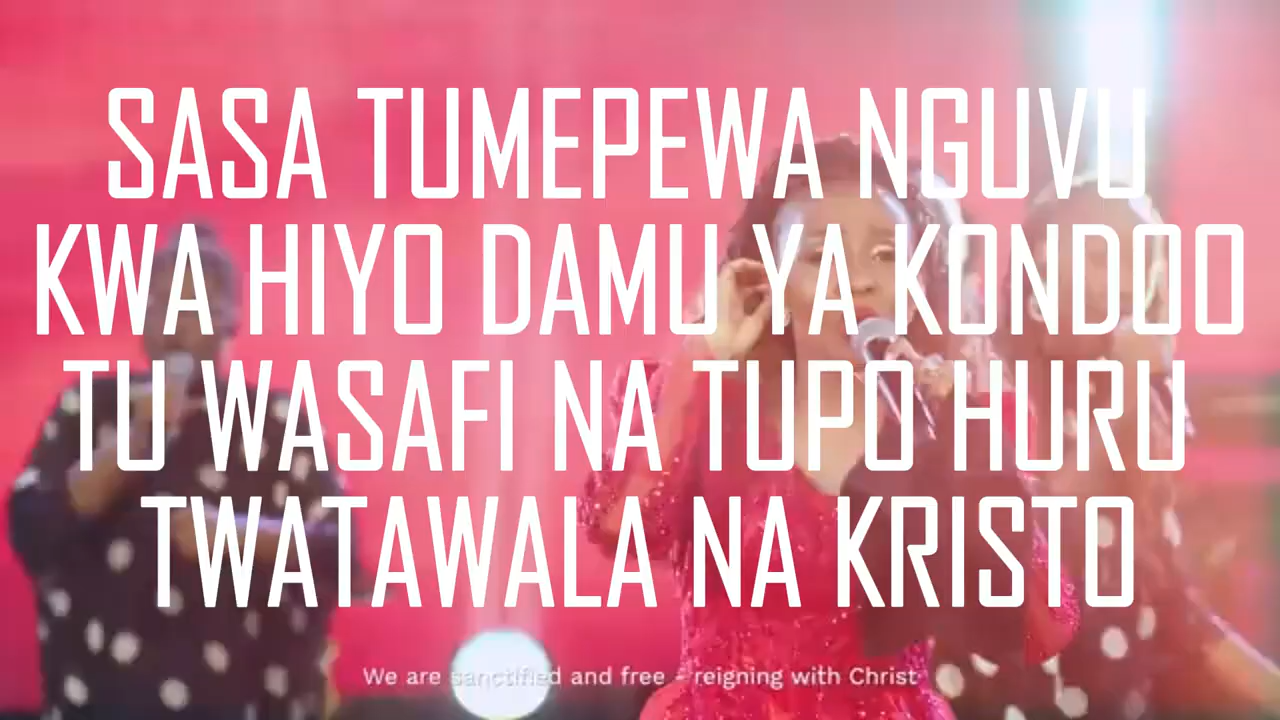 SASA TUMEPEWA NGUVU
KWA HIYO DAMU YA KONDOO
TU WASAFI NA TUPO HURU
TWATAWALA NA KRISTO
We are sanctified and free - reigning with Christ